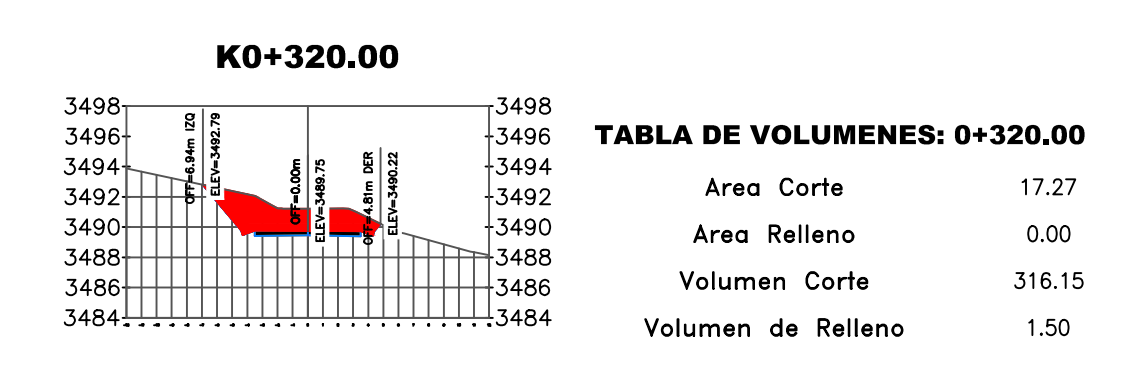 K0+320.00
3498
3496
3494
3492
3490
3488
3486
3484
3498
3496
3494
3492
3490
3488
3486
3484
OFF=6.94m IZQ
ELEV=3492.79
OFF=0.00m
ELEV=3489.75
OFF=4.81m DER
ELEV=3490.22
TABLA DE VOLUMENES: 0+320.00
Area Corte 17.27
Area Relleno 0.00
Volumen Corte 316.15
Volumen de Relleno 1.50